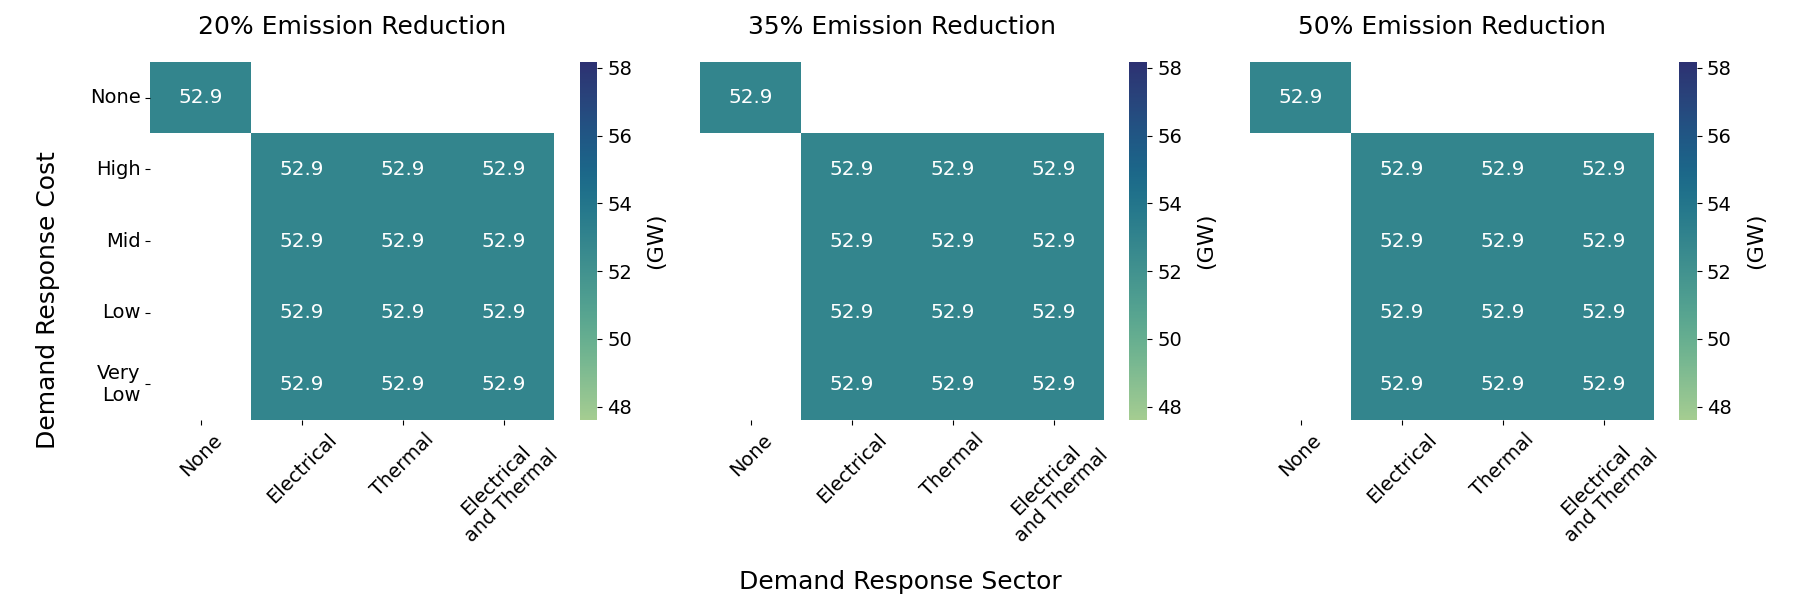 20% Emission Reduction
35% Emission Reduction
50% Emission Reduction
Demand Response Cost
None
High
Mid
Low
Very
Low
52.9
52.9 52.9 52.9
52.9 52.9 52.9
52.9 52.9 52.9
52.9 52.9 52.9
58
56
54
52
50
48
(GW)
None
Electrical
Thermal
Electrical
and Thermal
52.9
52.9 52.9 52.9
52.9 52.9 52.9
52.9 52.9 52.9
52.9 52.9 52.9
58
56
54
52
50
48
(GW)
None
Electrical
Thermal
Electrical
and Thermal
52.9
52.9 52.9 52.9
52.9 52.9 52.9
52.9 52.9 52.9
52.9 52.9 52.9
58
56
54
52
50
48
(GW)
None
Electrical
Thermal
Electrical
and Thermal
Demand Response Sector